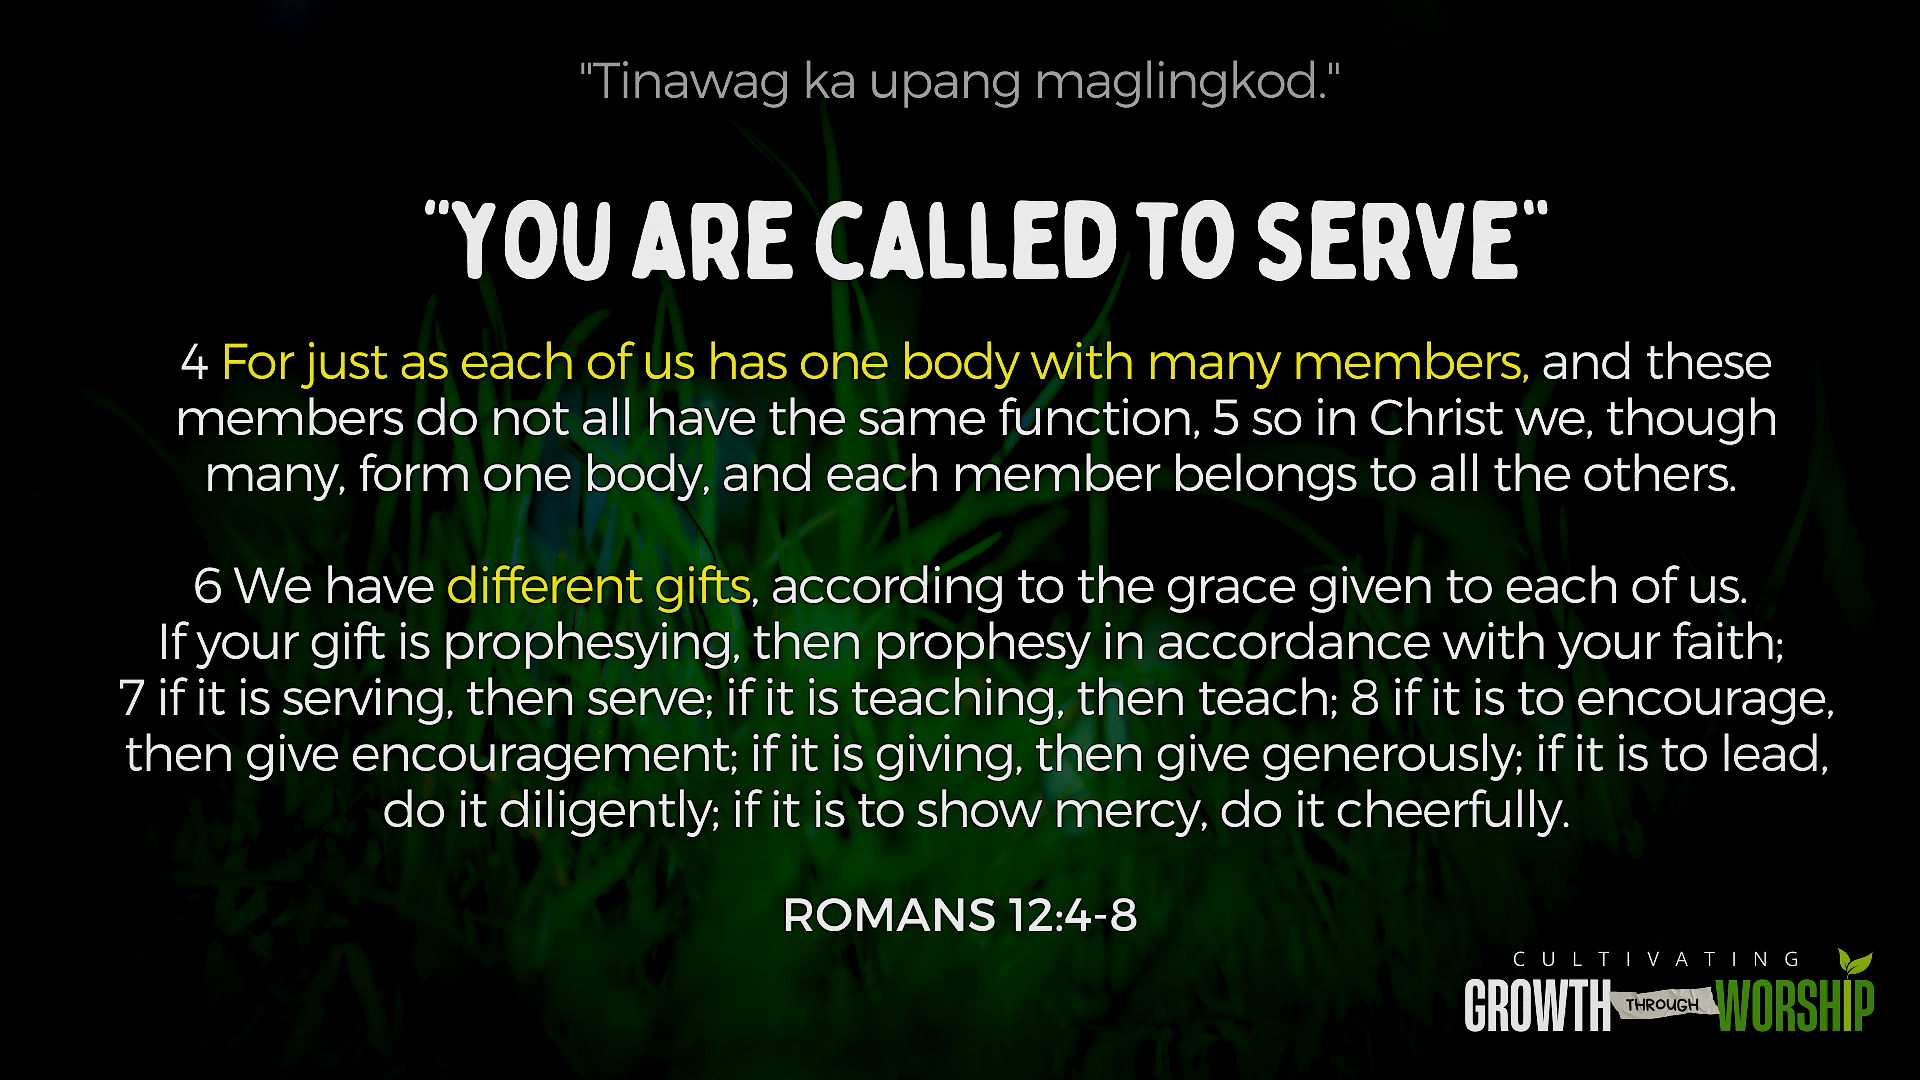 "Tinawag ka upang maglingkod."
"YOU ARE CALLED TO SERVE"
4 For just as each of us has one body with many members, and these
members do not all have the same function, 5 so in Christ we, though
many, form one body, and each member belongs to all the others.
6 We have different gifts, according to the grace given to each of us.
If your gift is prophesying, then prophesy in accordance with your faith;
7 if it is serving, then serve; if it is teaching, then teach; 8 if it is to encourage,
then give encouragement; if it is giving, then give generously; if it is to lead,
do it diligently; if it is to show mercy, do it cheerfully.
ROMANS 12:4-8
CULTIVATING
GROWTH THROUGH WORSHIP